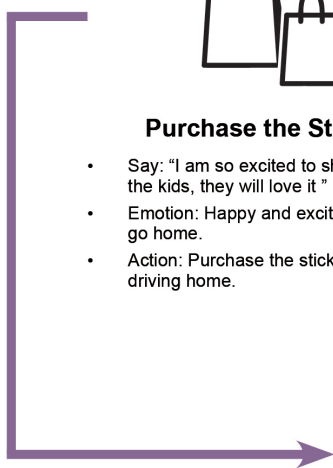 Purchase the St
• Say: “I am so excited to sh
the kids, they will love it ”
• Emotion: Happy and excit
go home.
• Action: Purchase the stick
driving home.